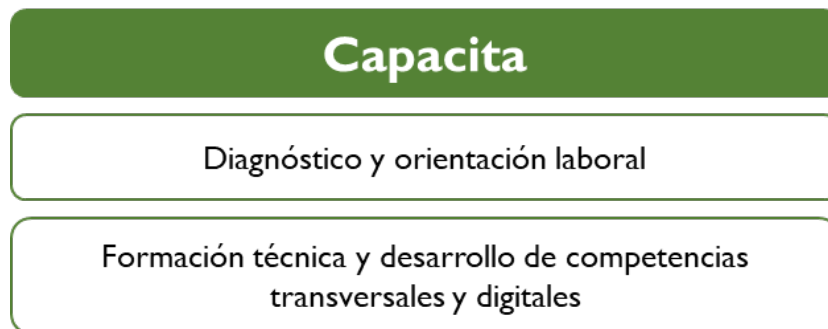 Capacita
Diagnóstico y orientación laboral
Formación técnica y desarrollo de competencias
transversales y digitales